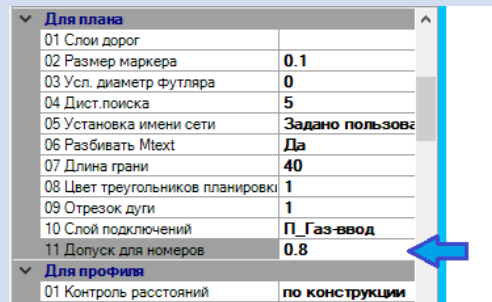 Для плана
01 Слои дорог
02 Размер маркера 0.1
03 Усл. диаметр футляра 0
04 Дист.поиска 5
05 Установка имени сети Задано пользова
06 Разбивать Mtext Да
07 Длина грани 40
08 Цвет треугольников планировки 1
09 Отрезок дуги 1
10 Слой подключений П_Газ-ввод
11 Допуск для номеров 0.8
Для профиля
01 Контроль расстояний по конструкции